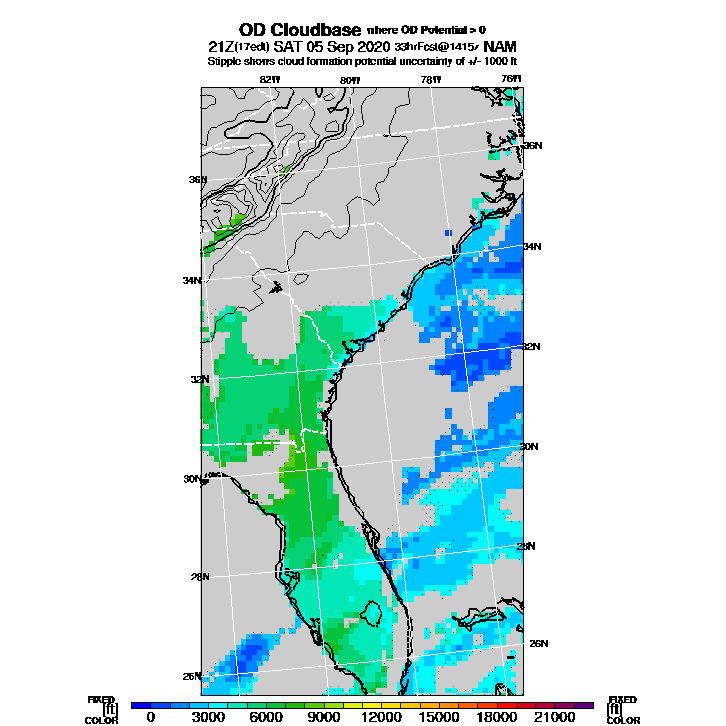 OD Cloudbase where OD Potential > 0
21Z(17edt) SAT 05 Sep 2020 33hrFcst@1415z NAM
Stipple shows cloud formation potential uncertainty of +/- 1000 ft
82W 80W 78W 76W
36N 36N
34N 34N
32N 32N
30N 30N
28N 28N
26N 26N
FIXED FIXED
[ft] 0 3000 6000 9000 12000 15000 18000 21000 [ft]
COLOR COLOR